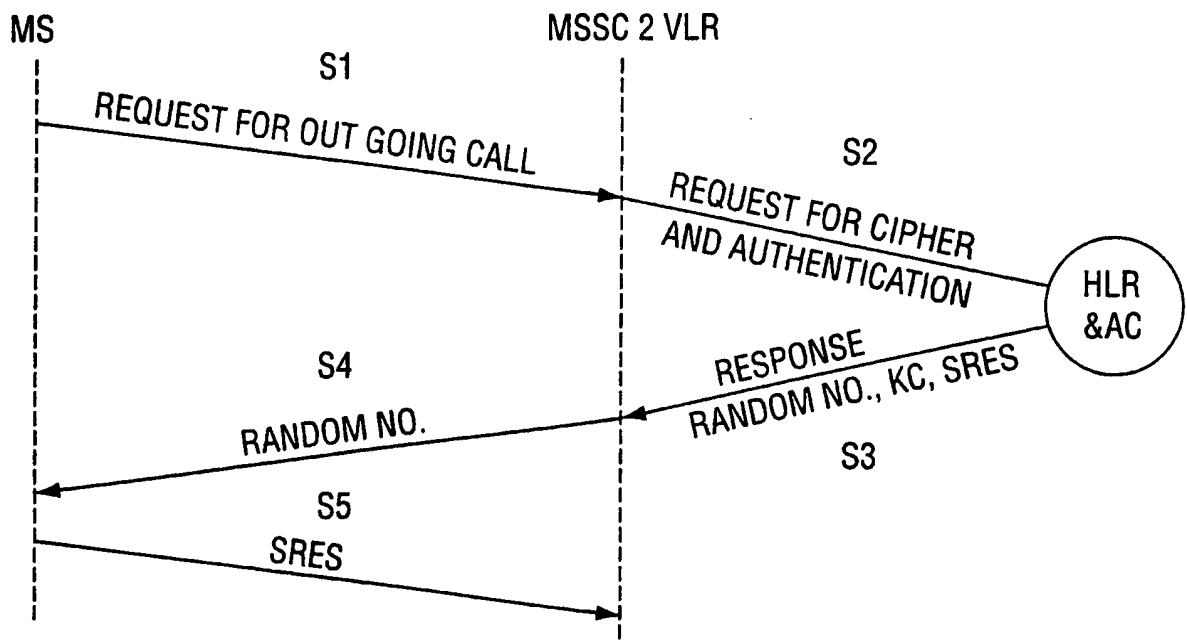 MS
MSSC 2 VLR
S1
REQUEST FOR OUT GOING CALL
S2
REQUEST FOR CIPHER
AND AUTHENTICATION
HLR
&AC
RESPONSE
RANDOM NO., KC, SRES
S3
S4
RANDOM NO.
S5
SRES